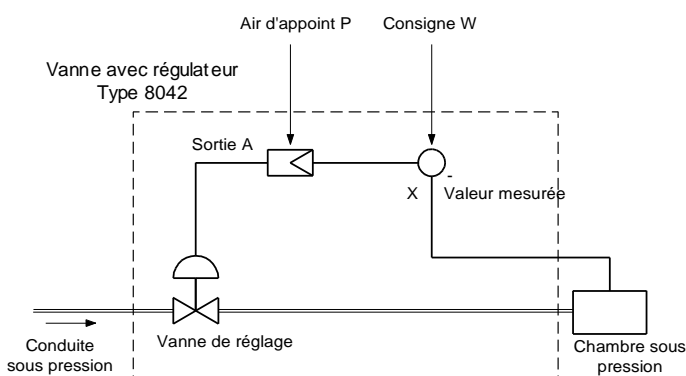 Air d'appoint P
Consigne W
Vanne avec régulateur
Type 8042
Sortie A
-
X
Valeur mesurée
Vanne de réglage
Conduite
sous pression
Chambre sous
pression